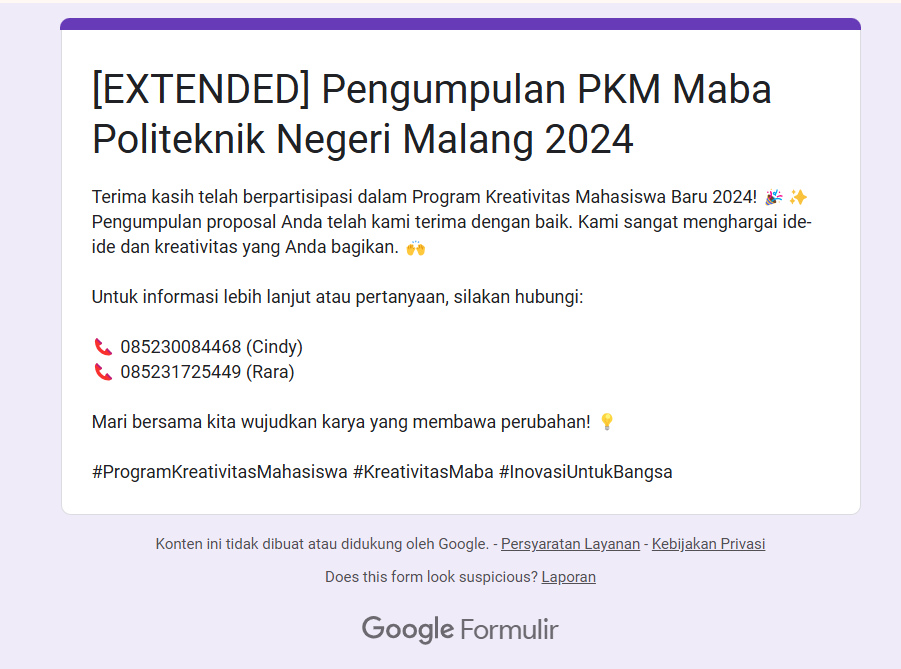 [EXTENDED] Pengumpulan PKM Maba
Politeknik Negeri Malang 2024
Terima kasih telah berpartisipasi dalam Program Kreativitas Mahasiswa Baru 2024! 🎉 ✨
Pengumpulan proposal Anda telah kami terima dengan baik. Kami sangat menghargai ide-
ide dan kreativitas yang Anda bagikan. 🙌
Untuk informasi lebih lanjut atau pertanyaan, silakan hubungi:
📞 085230084468 (Cindy)
📞 085231725449 (Rara)
Mari bersama kita wujudkan karya yang membawa perubahan! 💡
#ProgramKreativitasMahasiswa #KreativitasMaba #InovasiUntukBangsa
Konten ini tidak dibuat atau didukung oleh Google. - Persyaratan Layanan - Kebijakan Privasi
Does this form look suspicious? Laporan
Google Formulir